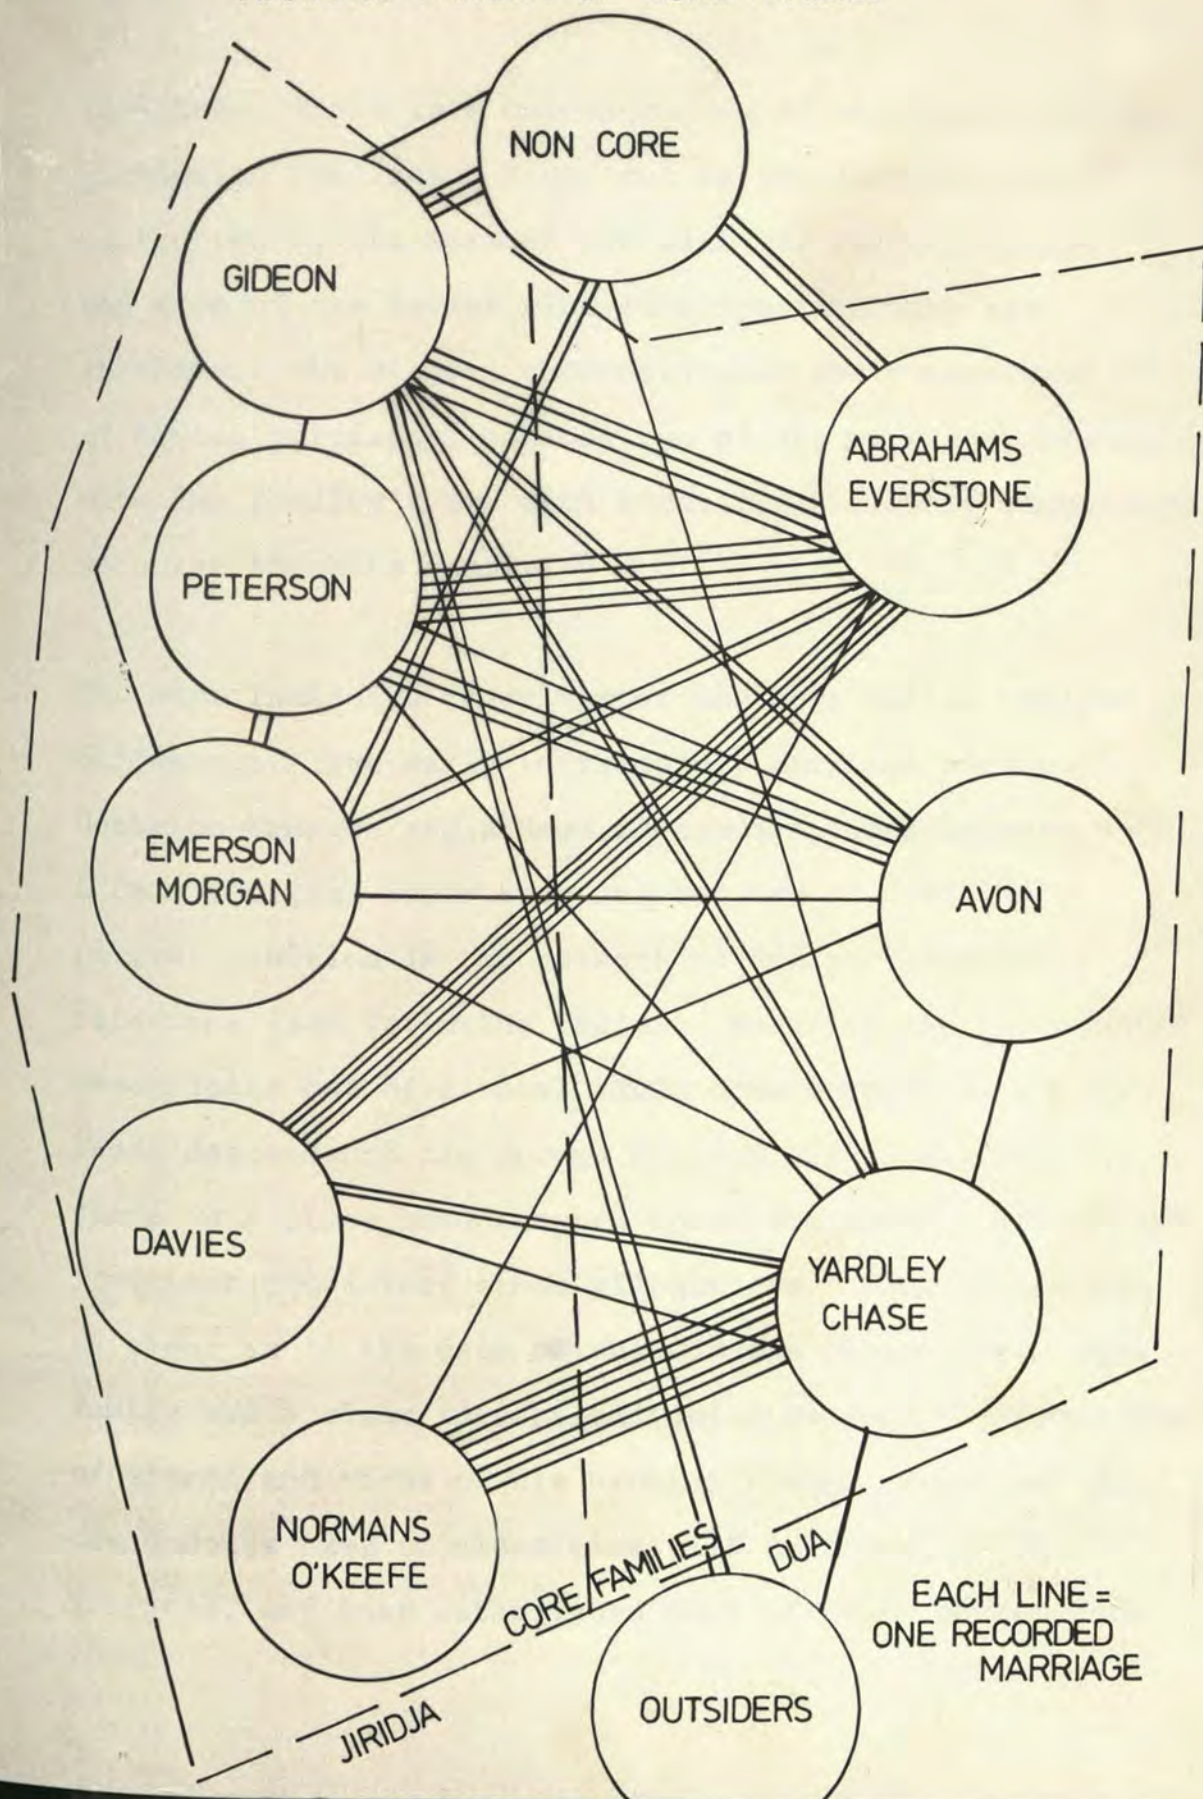 NON CORE
GIDEON
ABRAHAMS
EVERSTONE
PETERSON
EMERSON
MORGAN
AVON
DAVIES
YARDLEY
CHASE
NORMANS
O'KEEFE
CORE FAMILIES
DUA
JIRIDJA
EACH LINE =
ONE RECORDED
MARRIAGE
OUTSIDERS